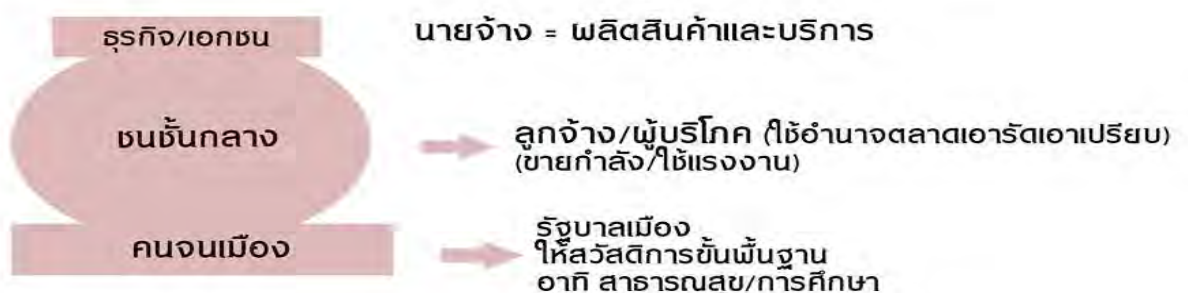 ธุรกิจ/เอกชน
นายจ้าง = ผลิตสินค้าและบริการ
ชนชั้นกลาง
ลูกจ้าง/ผู้บริโภค (ใช้อำนาจตลาดเอารัดเอาเปรียบ)
(ขายกำลัง/ใช้แรงงาน)
คนจนเมือง
รัฐบาลเมือง
ให้สวัสดิการขั้นพื้นฐาน
อาทิ สาธารณสุข/การศึกษา